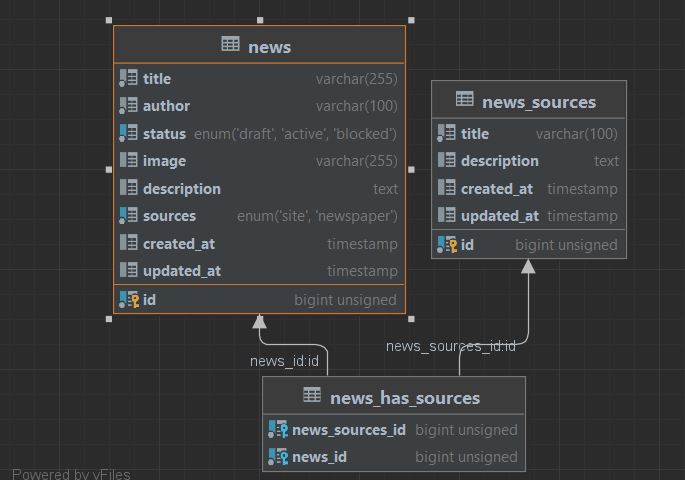 news
title varchar(255)
author varchar(100)
status enum('draft', 'active', 'blocked')
image varchar(255)
description text
sources enum('site', 'newspaper')
created_at timestamp
updated_at timestamp
id bigint unsigned
news_sources
title varchar(100)
description text
created_at timestamp
updated_at timestamp
id bigint unsigned
news_id:id
news_sources_id:id
news_has_sources
news_sources_id bigint unsigned
news_id bigint unsigned
Powered by yFiles